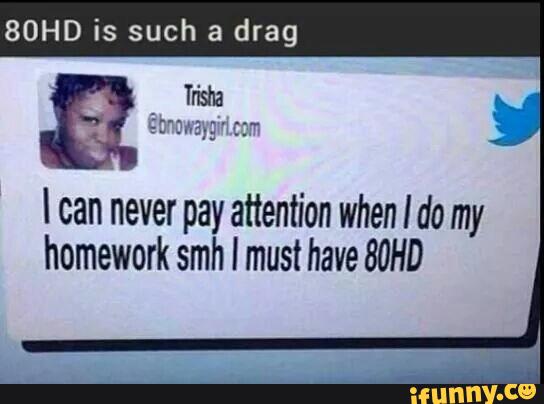 80HD is such a drag
Trisha
@bnowaygirl.com
I can never pay attention when I do my
homework smh I must have 80HD
ifunny.co